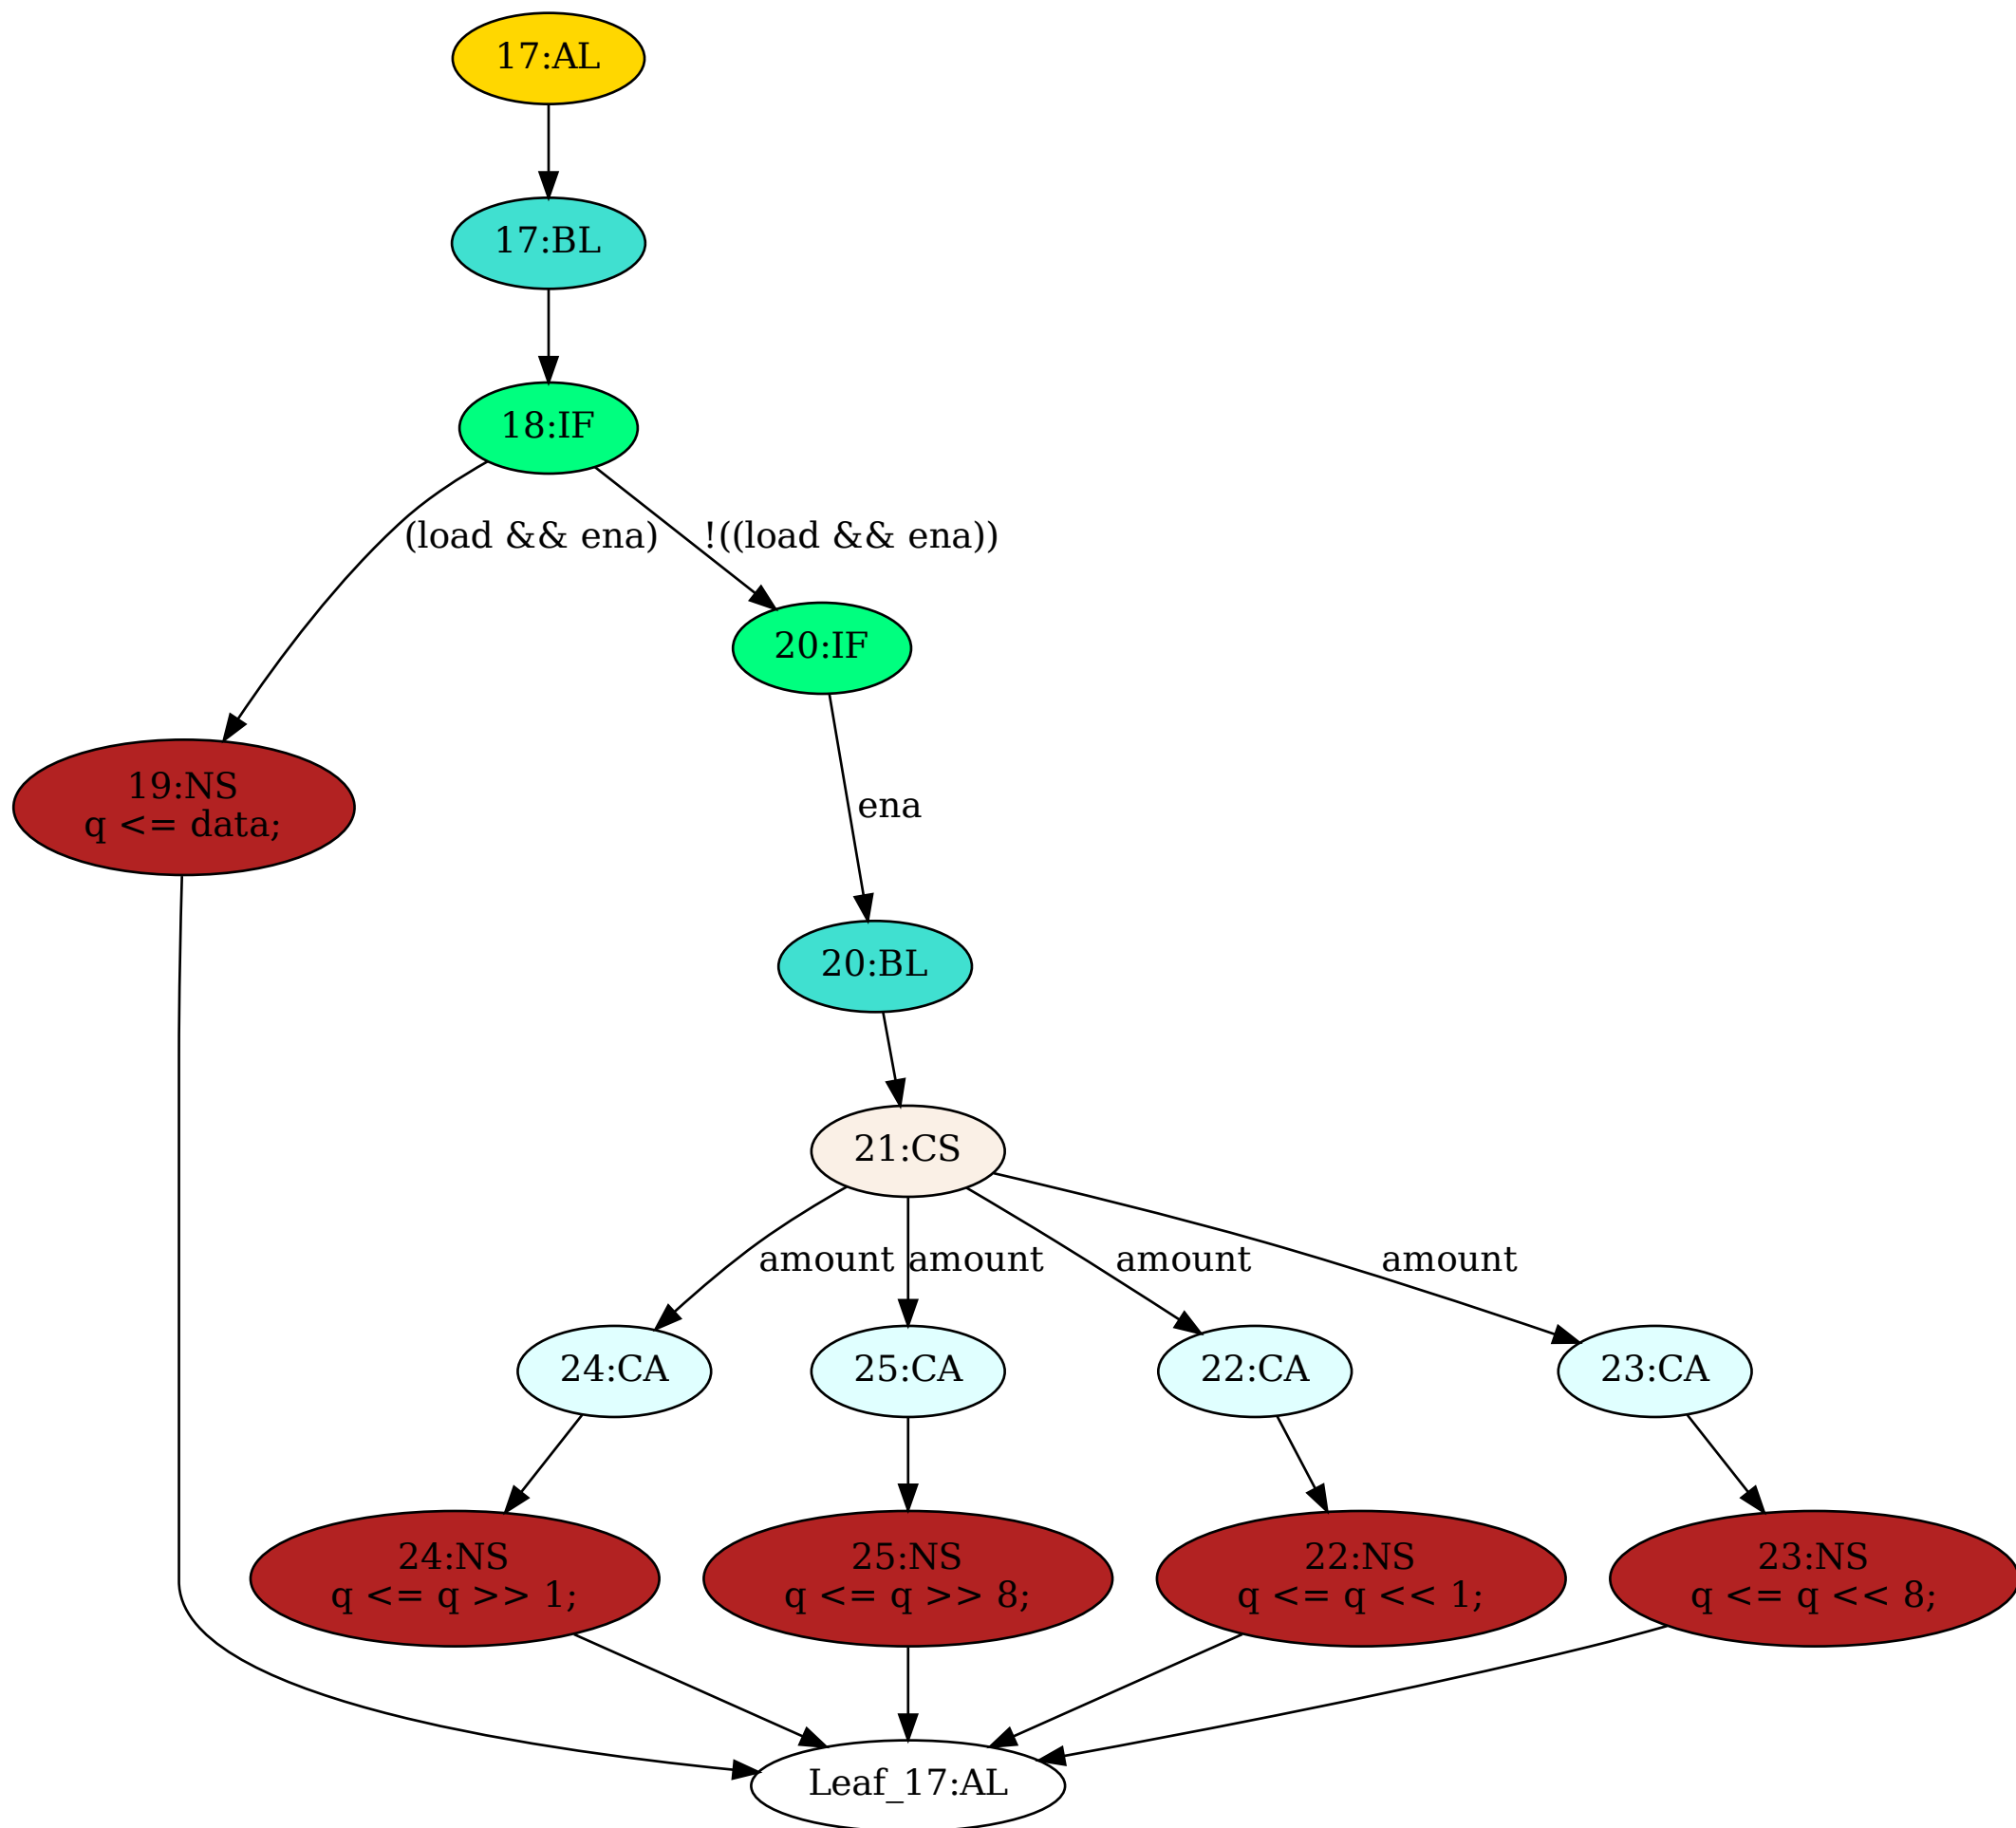 17:AL
17:BL
18:IF
(load && ena)
!((load && ena))
20:IF
19:NS
q <= data;
ena
20:BL
21:CS
amount
amount
amount
amount
24:CA
25:CA
22:CA
23:CA
24:NS
q <= q >> 1;
25:NS
q <= q >> 8;
22:NS
q <= q << 1;
23:NS
q <= q << 8;
Leaf_17:AL